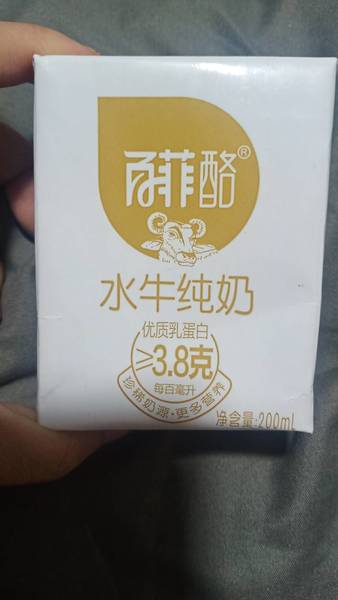 百菲酪®
水牛纯奶
优质乳蛋白
≥3.8克
每百毫升
珍稀奶源·更多营养
净含量:200mL